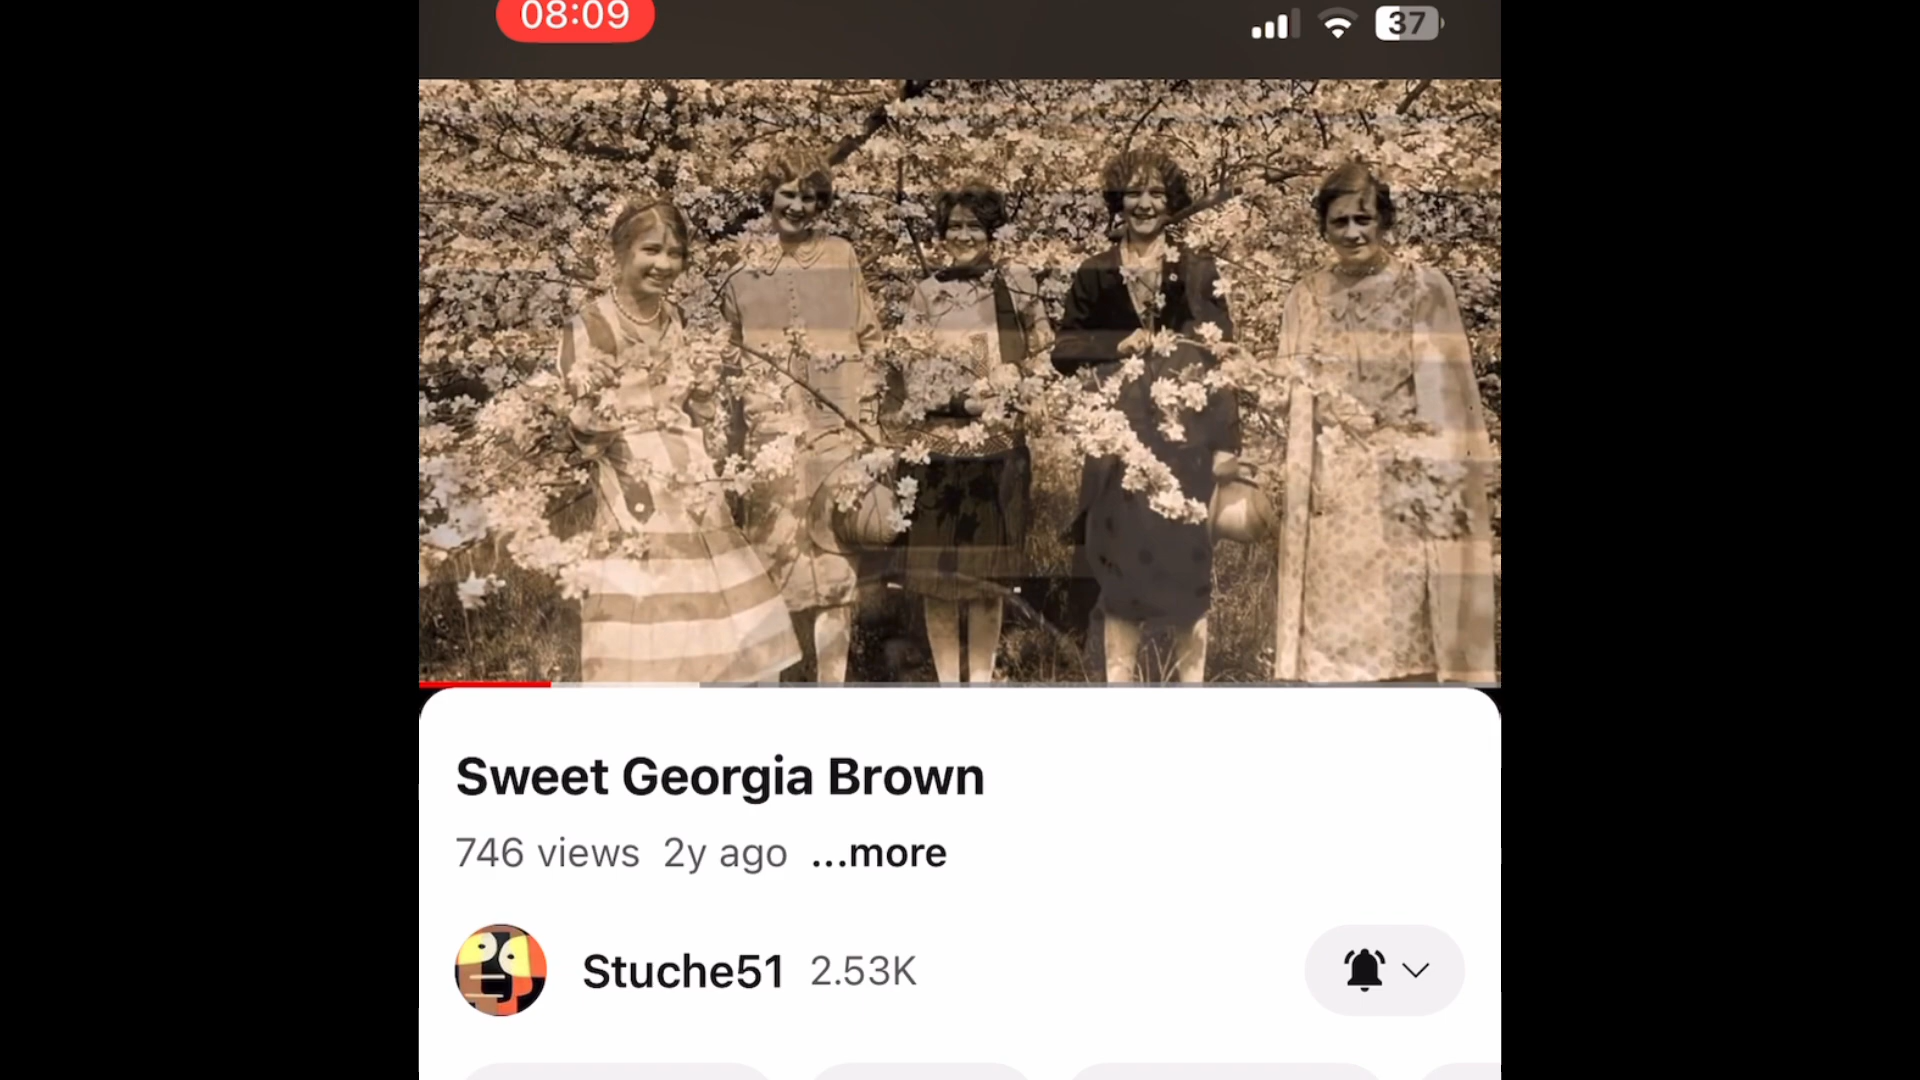 08:09
37
Sweet Georgia Brown
746 views 2y ago ...more
Stuche51 2.53K